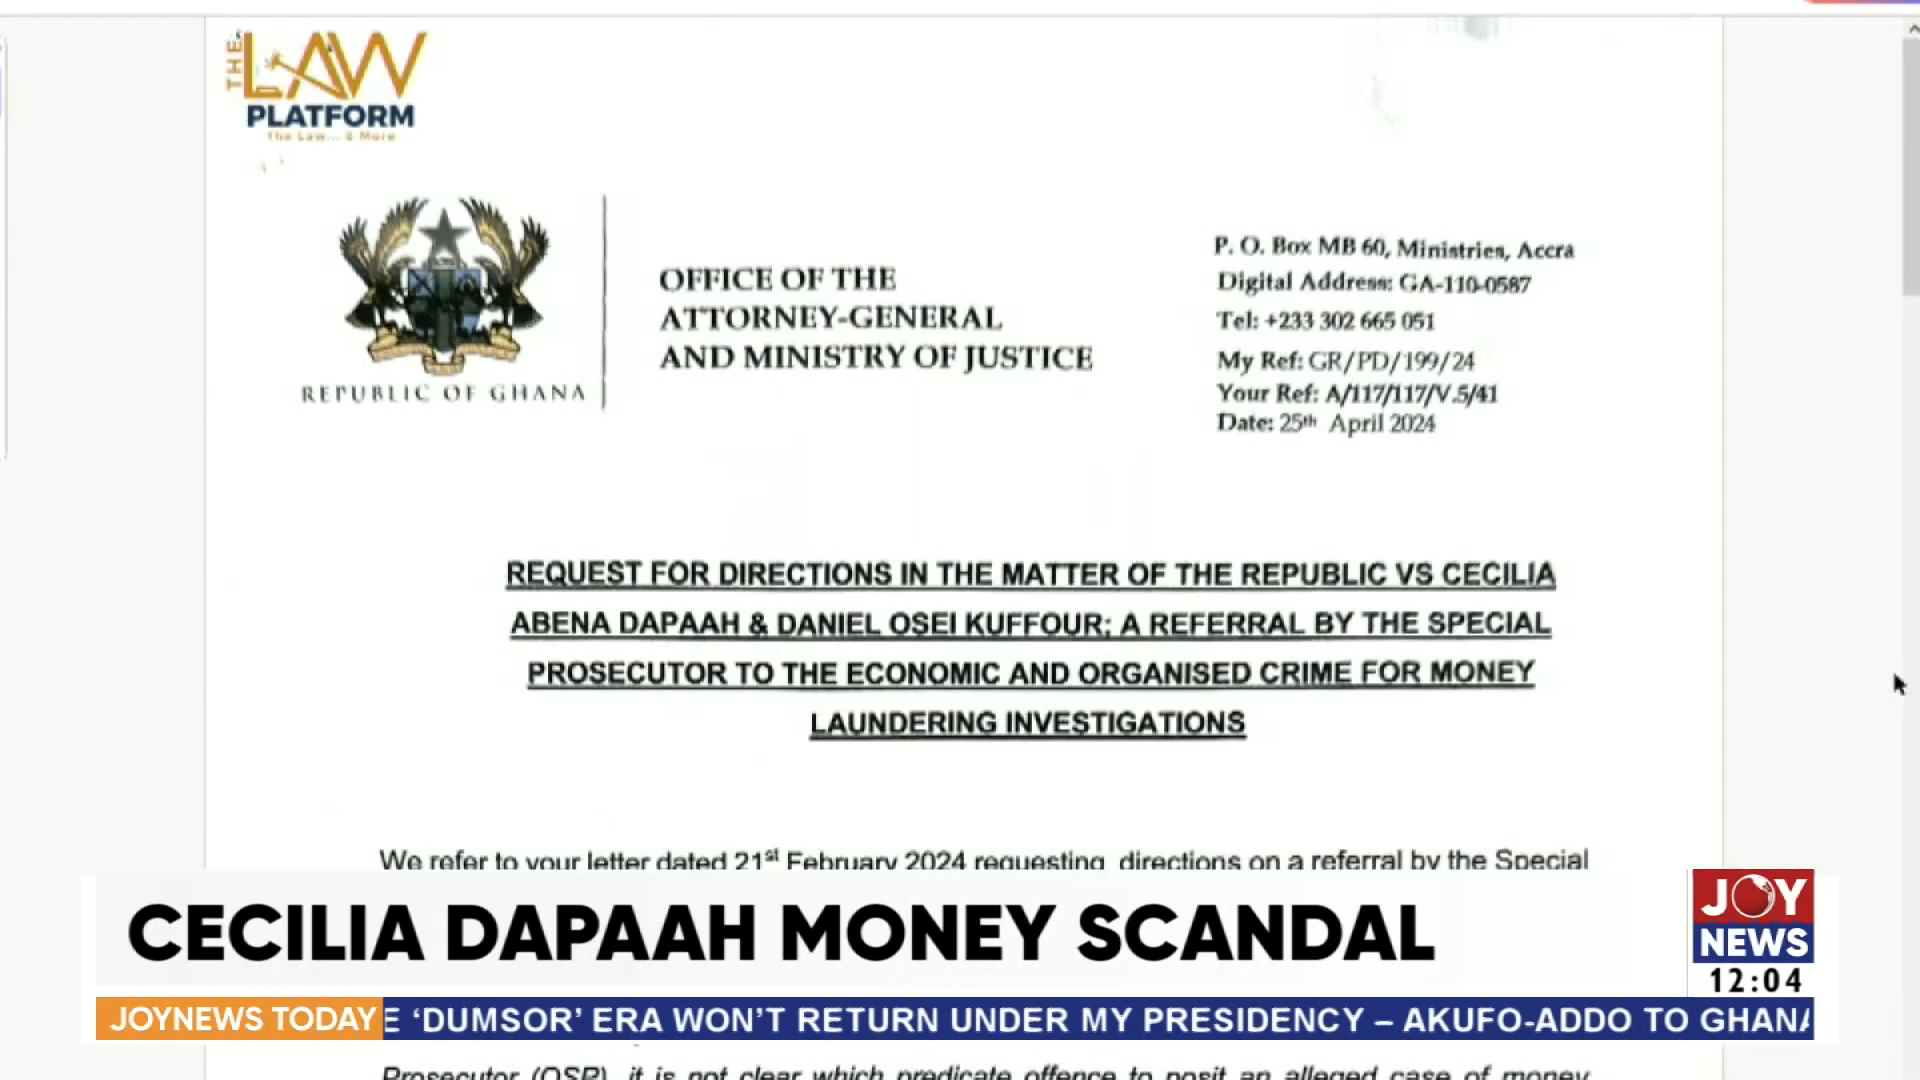 THE LAW
PLATFORM
The Law... & More
REPUBLIC OF GHANA
OFFICE OF THE
ATTORNEY-GENERAL
AND MINISTRY OF JUSTICE
P. O. Box MB 60, Ministries, Accra
Digital Address: GA-110-0587
Tel: +233 302 665 051
My Ref: GR/PD/199/24
Your Ref: A/117/117/V.5/41
Date: 25th April 2024
REQUEST FOR DIRECTIONS IN THE MATTER OF THE REPUBLIC VS CECILIA
ABENA DAPAAH & DANIEL OSEI KUFFOUR; A REFERRAL BY THE SPECIAL
PROSECUTOR TO THE ECONOMIC AND ORGANISED CRIME FOR MONEY
LAUNDERING INVESTIGATIONS
We refer to your letter dated 21st February 2024 requesting directions on a referral by the Special
CECILIA DAPAAH MONEY SCANDAL
JOY
NEWS
12:04
JOYNEWS TODAY
E ‘DUMSOR’ ERA WON’T RETURN UNDER MY PRESIDENCY – AKUFO-ADDO TO GHANA
Prosecutor (OSP), it is not clear which predicate offence to posit an alleged case of money